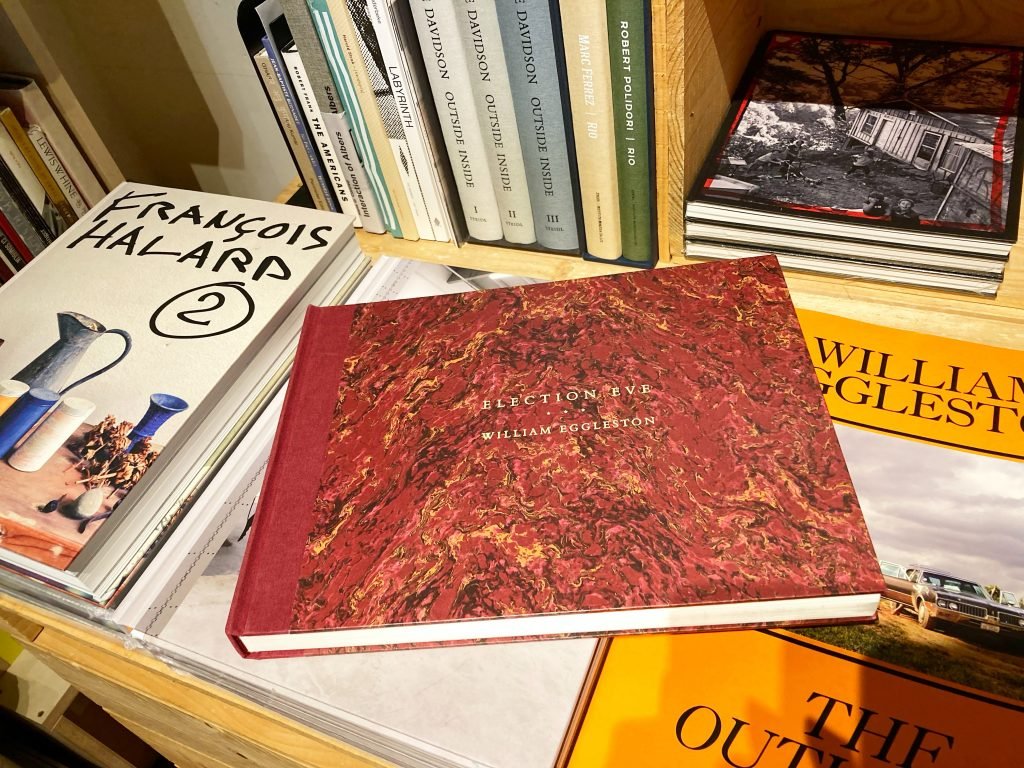 LEWIS W. HINE
ROBERT FRANK THE AMERICANS
Interaction of Albers
LABYRINTH
E DAVIDSON OUTSIDE INSIDE I STEIDL
E DAVIDSON OUTSIDE INSIDE II STEIDL
E DAVIDSON OUTSIDE INSIDE III STEIDL
MARC FERREZ | RIO
ROBERT POLIDORI | RIO
FRANÇOIS
HALARD
2
ELECTION EVE
WILLIAM EGGLESTON
WILLIAM
GGLESTO
THE
OUT